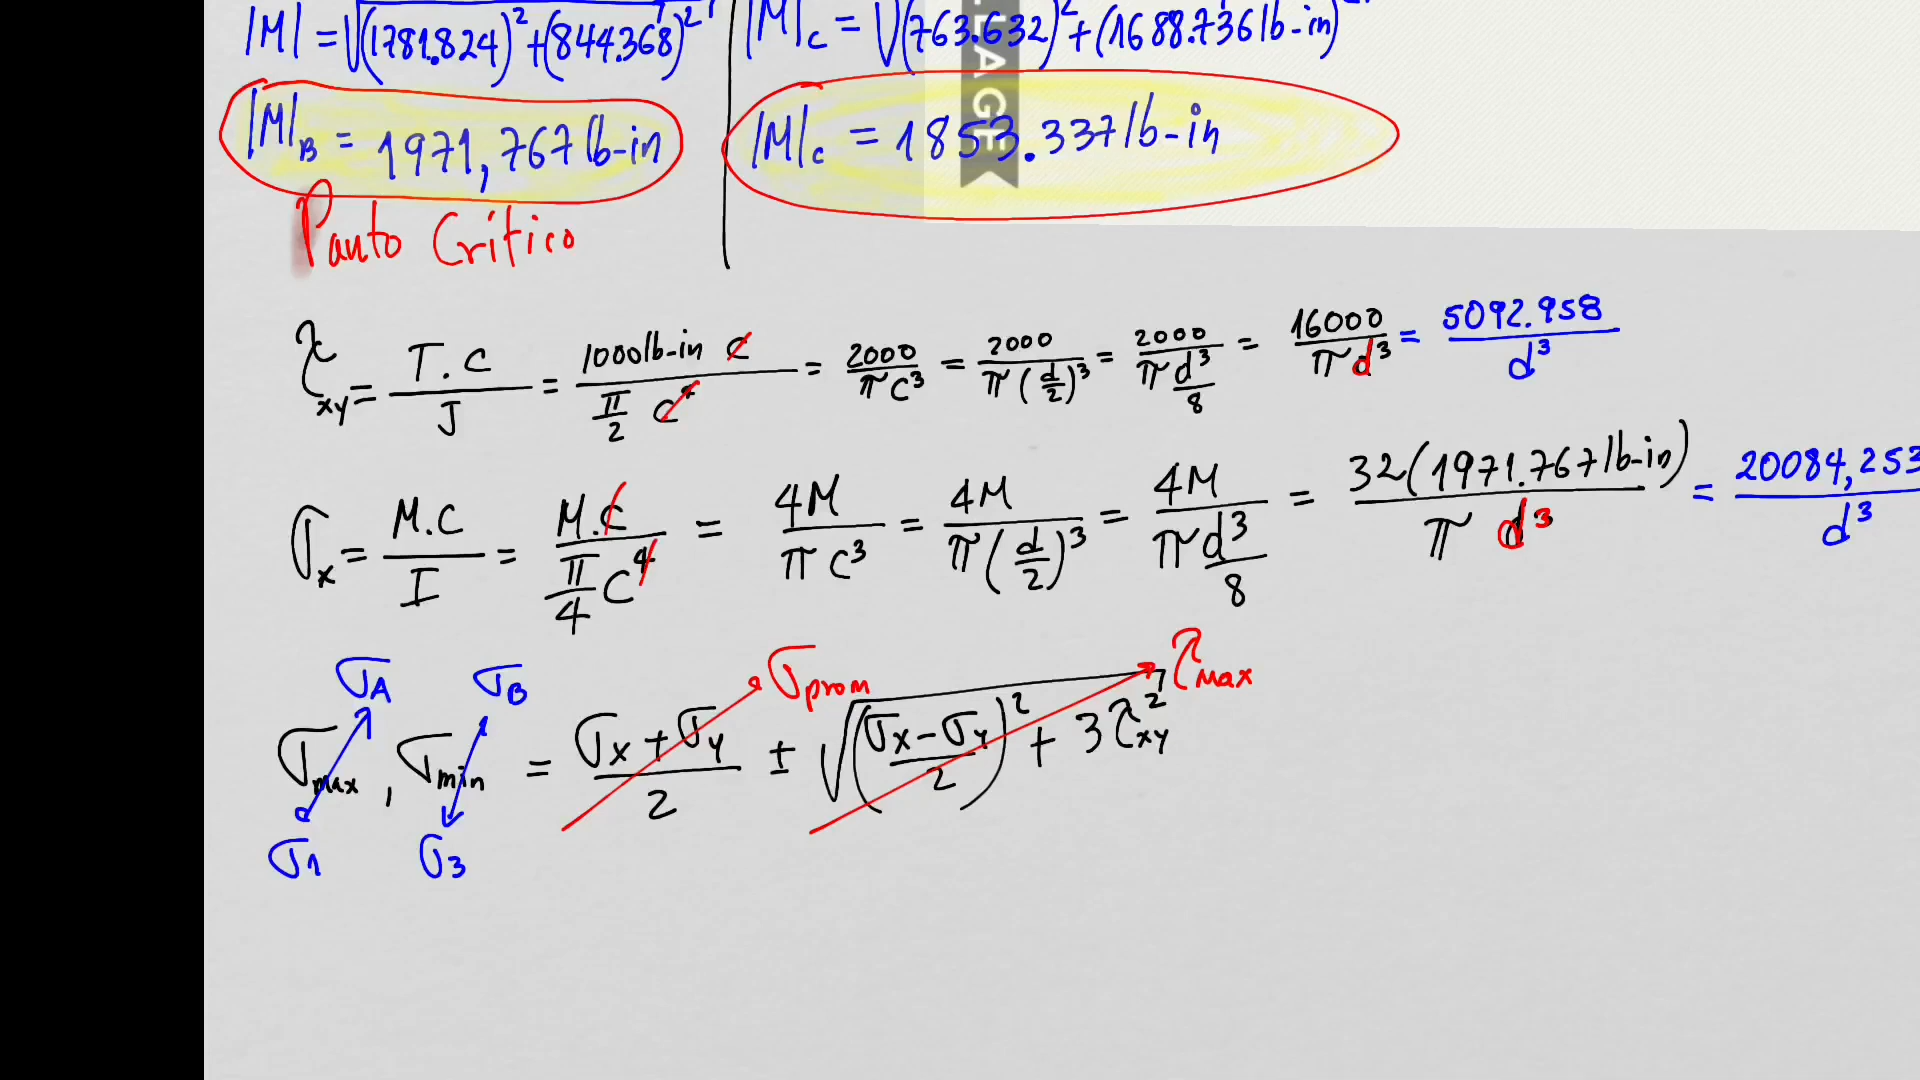 |M| = √(1781.824)² + (844.368)²
|M|B = 1971,767 lb-in
Punto Crítico
|M|c = √(763.632)² + (1688.736 lb-in)²
|M|c = 1853.337 lb-in
LAGE
τxy = T.C / J = 1000 lb-in c / (π/2 c⁴) = 2000 / πc³ = 2000 / π(d/2)³ = 2000 / (π d³/8) = 16000 / πd³ = 5092.958 / d³
σx = M.C / I = M.C / (π/4 C⁴) = 4M / πC³ = 4M / π(d/2)³ = 4M / (π d³/8) = 32(1971.767 lb-in) / π d³ = 20084,253 / d³
σA σB σprom τmax
σmax, σmin = (σx + σy) / 2 ± √((σx - σy) / 2)² + 3τ²xy
σ1 σ3